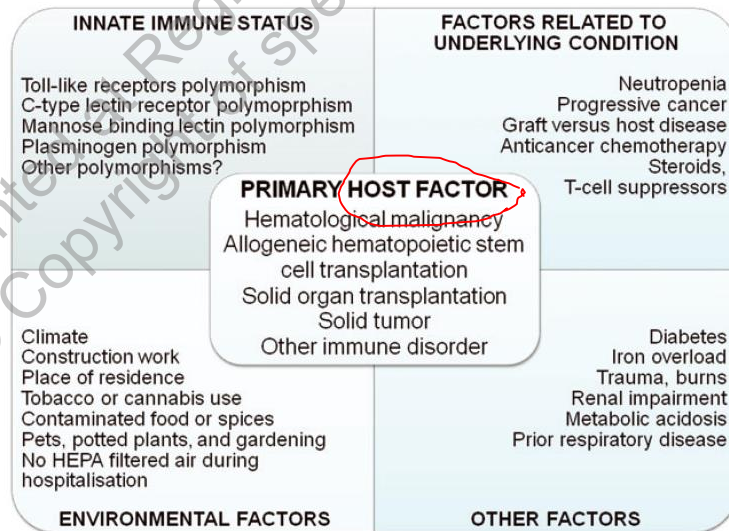 INNATE IMMUNE STATUS
Toll-like receptors polymorphism
C-type lectin receptor polymoprphism
Mannose binding lectin polymorphism
Plasminogen polymorphism
Other polymorphisms?
FACTORS RELATED TO
UNDERLYING CONDITION
Neutropenia
Progressive cancer
Graft versus host disease
Anticancer chemotherapy
Steroids,
T-cell suppressors
PRIMARY HOST FACTOR
Hematological malignancy
Allogeneic hematopoietic stem
cell transplantation
Solid organ transplantation
Solid tumor
Other immune disorder
Climate
Construction work
Place of residence
Tobacco or cannabis use
Contaminated food or spices
Pets, potted plants, and gardening
No HEPA filtered air during
hospitalisation
ENVIRONMENTAL FACTORS
Diabetes
Iron overload
Trauma, burns
Renal impairment
Metabolic acidosis
Prior respiratory disease
OTHER FACTORS
at
Copyright of